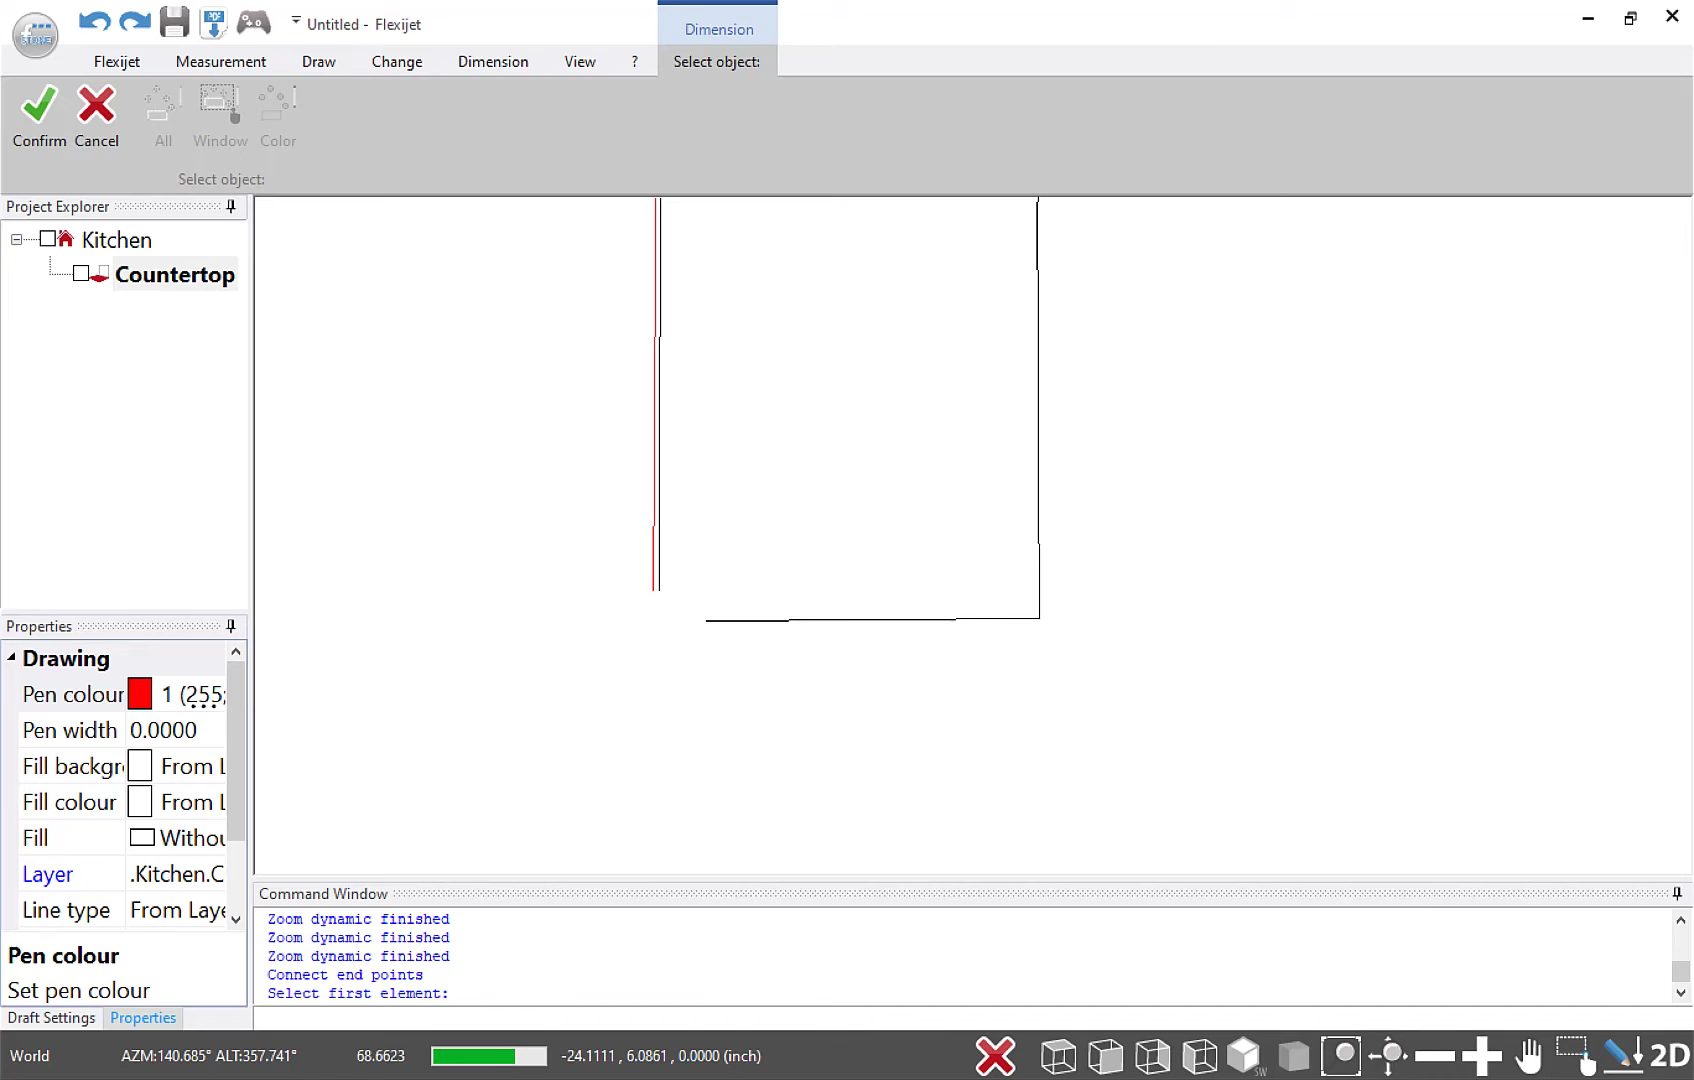 Untitled - Flexijet
Dimension
Flexijet Measurement Draw Change Dimension View ? Select object:
Confirm Cancel All Window Color
Select object:
Project Explorer
Kitchen
Countertop
Properties
Drawing
Pen colour 1 (255;
Pen width 0.0000
Fill backgr From L
Fill colour From L
Fill Withou
Layer .Kitchen.C
Line type From Laye
Pen colour
Set pen colour
Draft Settings Properties
Command Window
Zoom dynamic finished
Zoom dynamic finished
Zoom dynamic finished
Connect end points
Select first element:
World AZM:140.685° ALT:357.741° 68.6623 -24.1111 , 6.0861 , 0.0000 (inch) SW 2D